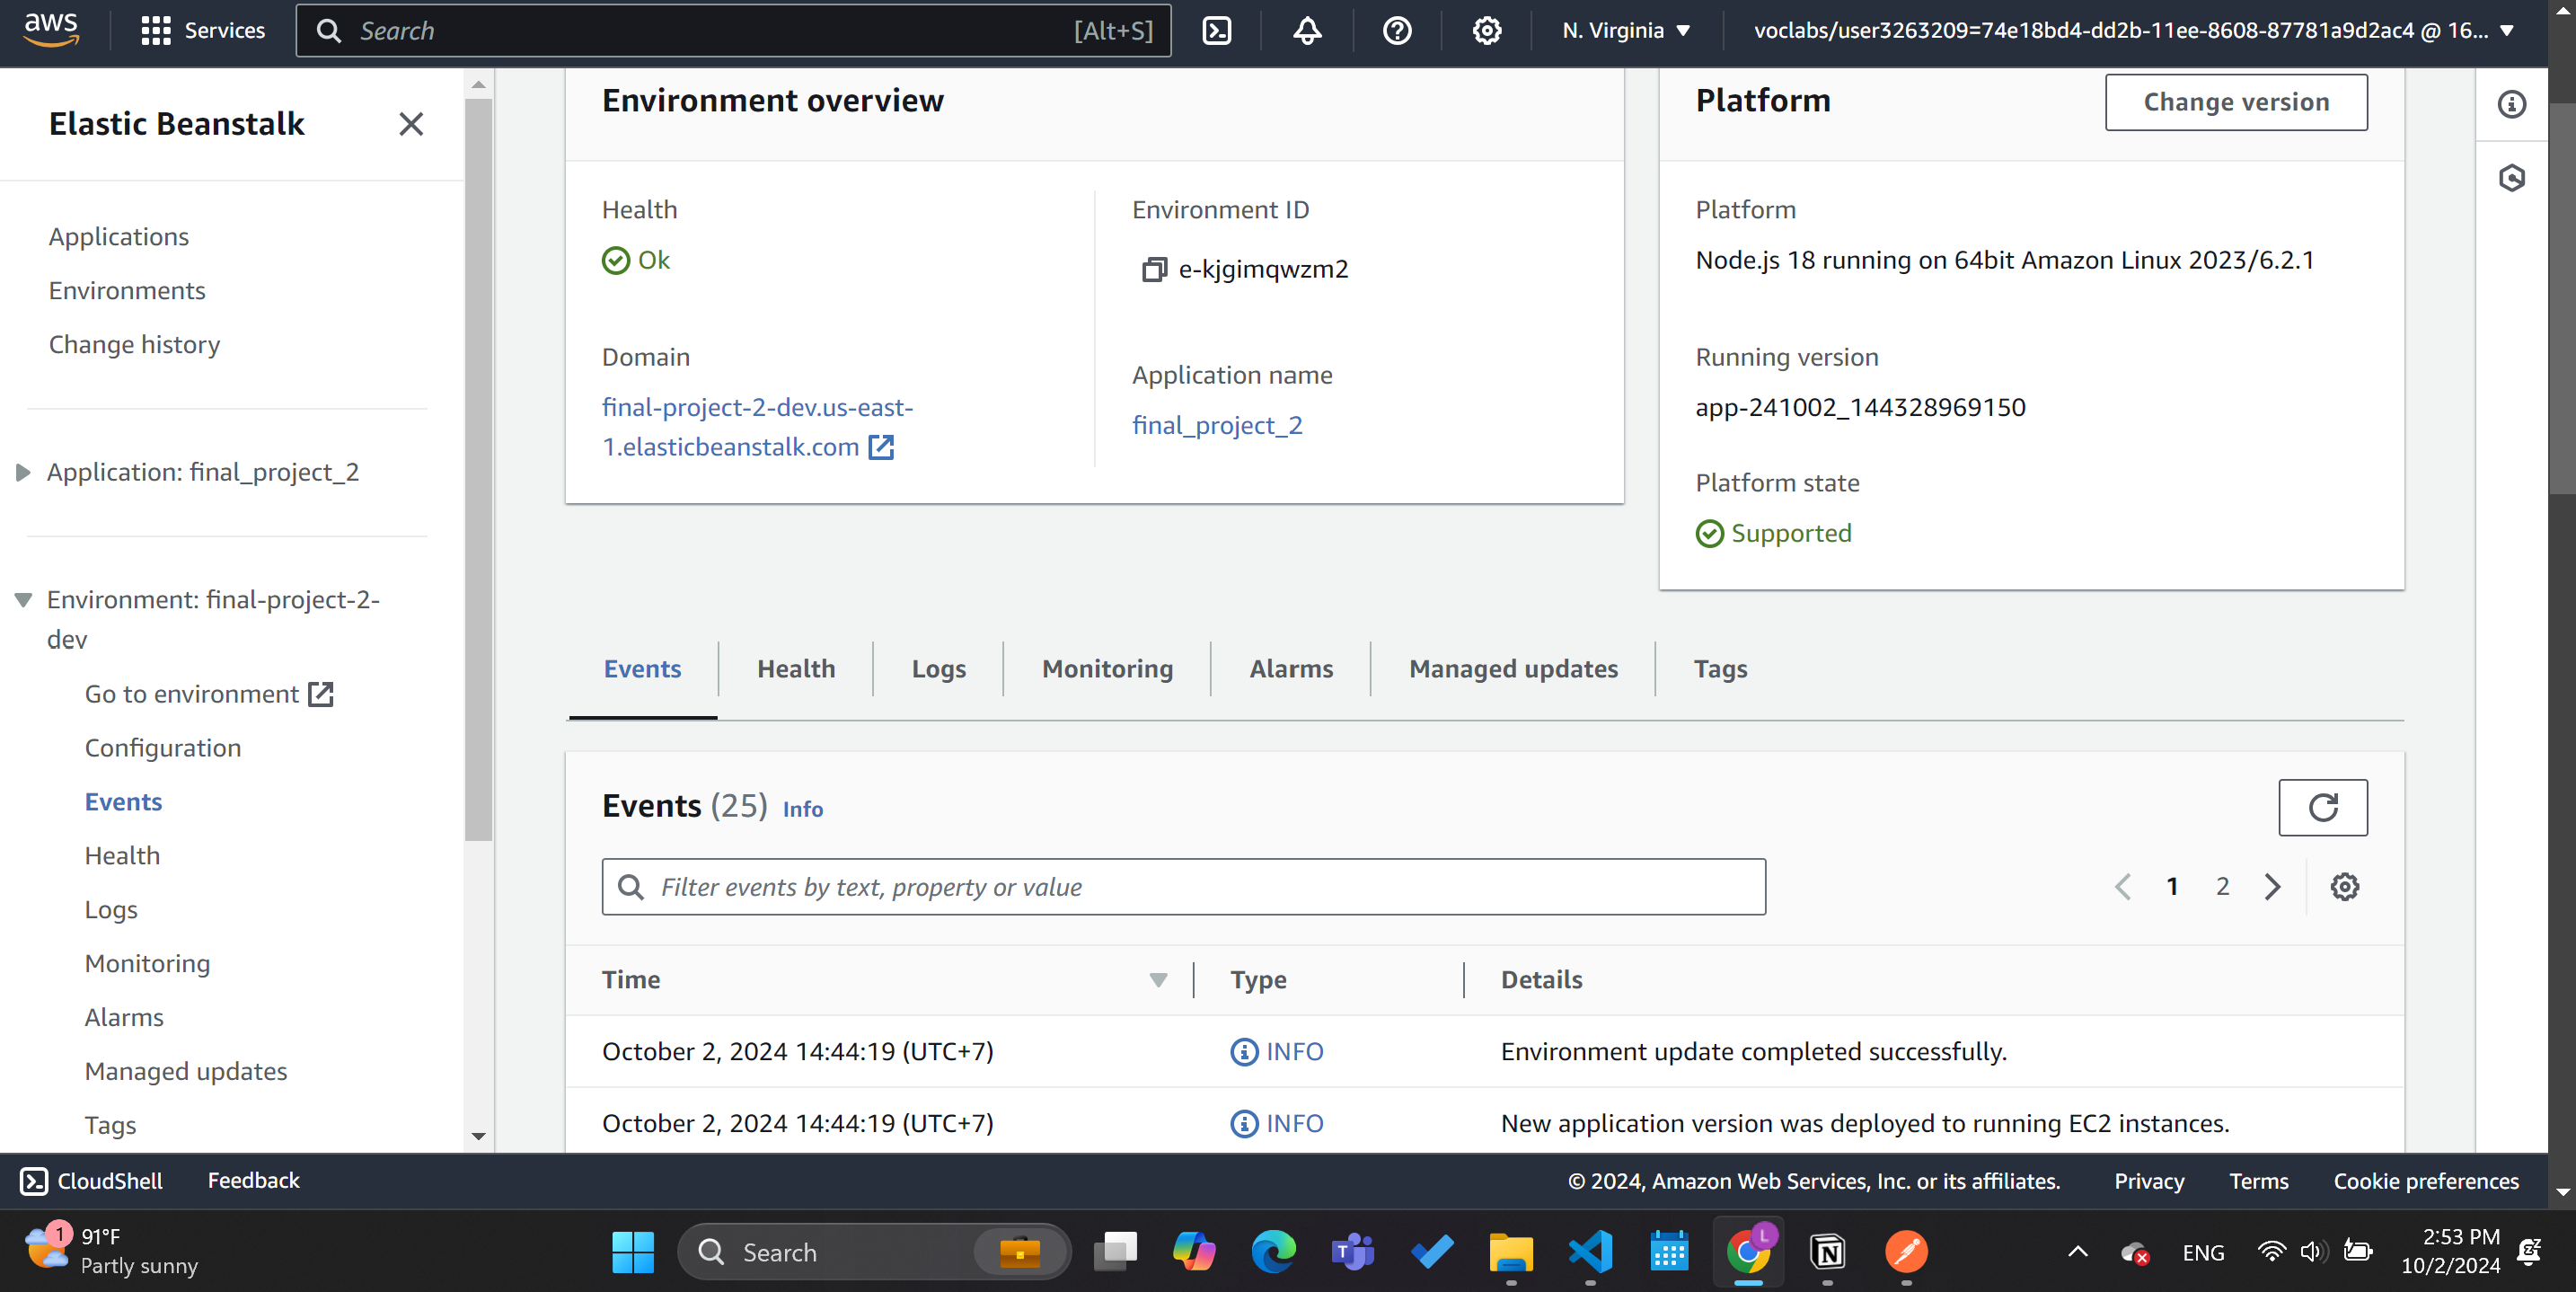 aws
Services
Search
[Alt+S]
N. Virginia
voclabs/user3263209=74e18bd4-dd2b-11ee-8608-87781a9d2ac4 @ 16...
Elastic Beanstalk
Applications
Environments
Change history
Application: final_project_2
Environment: final-project-2-
dev
Go to environment
Configuration
Events
Health
Logs
Monitoring
Alarms
Managed updates
Tags
Environment overview
Health
Ok
Domain
final-project-2-dev.us-east-
1.elasticbeanstalk.com
Environment ID
e-kjgimqwzm2
Application name
final_project_2
Platform
Change version
Platform
Node.js 18 running on 64bit Amazon Linux 2023/6.2.1
Running version
app-241002_144328969150
Platform state
Supported
Events
Health
Logs
Monitoring
Alarms
Managed updates
Tags
Events (25) Info
Filter events by text, property or value
1
2
Time
Type
Details
October 2, 2024 14:44:19 (UTC+7)
INFO
Environment update completed successfully.
October 2, 2024 14:44:19 (UTC+7)
INFO
New application version was deployed to running EC2 instances.
CloudShell
Feedback
© 2024, Amazon Web Services, Inc. or its affiliates.
Privacy
Terms
Cookie preferences
1
91°F
Partly sunny
Search
T
L
N
ENG
2:53 PM
10/2/2024